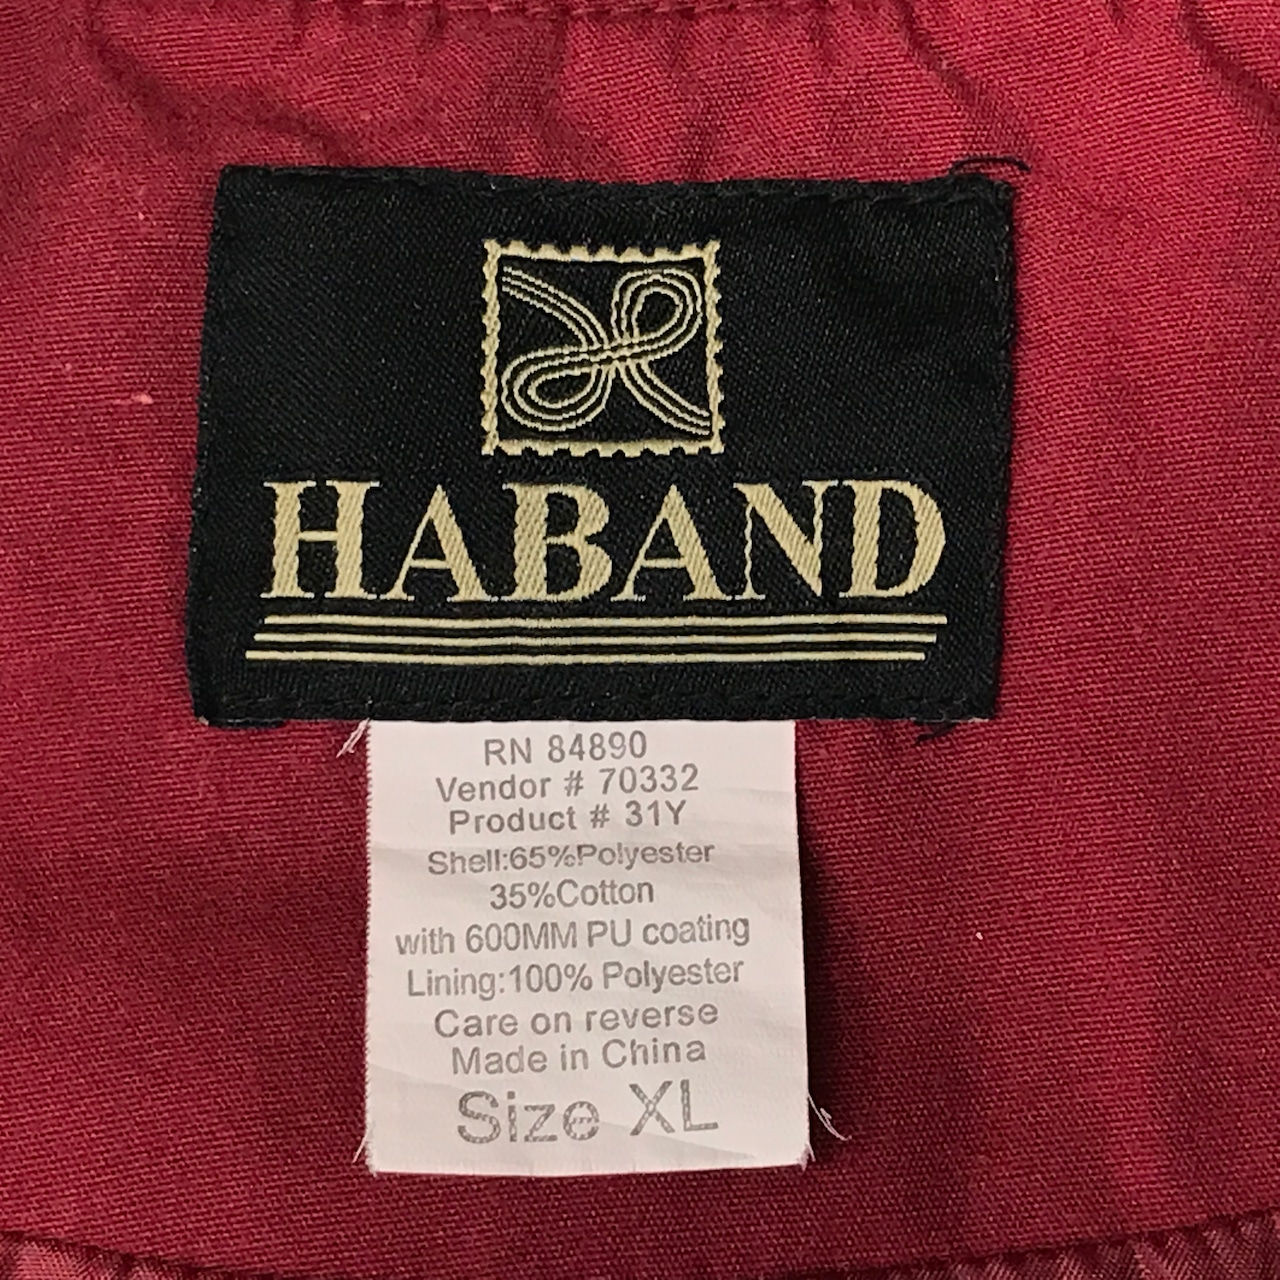 HABAND
RN 84890
Vendor # 70332
Product # 31Y
Shell:65%Polyester
35%Cotton
with 600MM PU coating
Lining:100% Polyester
Care on reverse
Made in China
Size XL